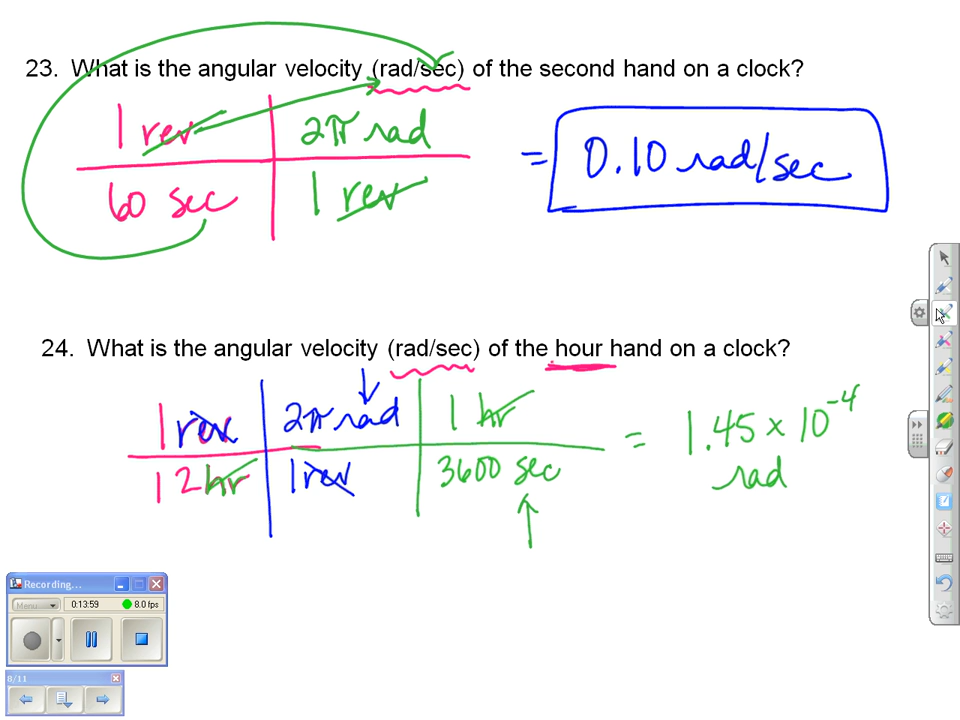 23. What is the angular velocity (rad/sec) of the second hand on a clock?
1 rev 2π rad
60 sec 1 rev
= 0.10 rad/sec
24. What is the angular velocity (rad/sec) of the hour hand on a clock?
1 rev 2π rad 1 hr
12 hr 1 rev 3600 sec
= 1.45 × 10⁻⁴
rad
Recording...
Menu 0:13:59 8.0 fps
8/11